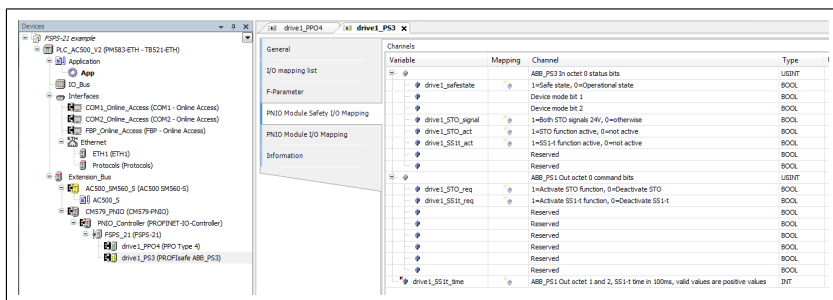 Devices
FSPS-21 example
PLC_AC500_V2 (PM583-ETH - TB521-ETH)
Application
App
IO_Bus
Interfaces
COM1_Online_Access (COM1 - Online Access)
COM2_Online_Access (COM2 - Online Access)
FBP_Online_Access (FBP - Online Access)
Ethernet
ETH1 (ETH1)
Protocols (Protocols)
Extension_Bus
AC500_SM560_S (AC500 SM560-S)
AC500_S
CM579_PNIO (CM579-PNIO)
PNIO_Controller (PROFINET-IO-Controller)
FSPS_21 (FSPS-21)
drive1_PPO4 (PPO Type 4)
drive1_PS3 (PROFIsafe ABB_PS3)
drive1_PPO4 drive1_PS3 X
General
I/O mapping list
F-Parameter
PNIO Module Safety I/O Mapping
PNIO Module I/O Mapping
Information
Channels
Variable Mapping Channel Type
ABB_PS3 In octet 0 status bits USINT
drive1_safestate 1=Safe state, 0=Operational state BOOL
Device mode bit 1 BOOL
Device mode bit 2 BOOL
drive1_STO_signal 1=Both STO signals 24V, 0=otherwise BOOL
drive1_STO_act 1=STO function active, 0=not active BOOL
drive1_SS1t_act 1=SS1-t function active, 0=not active BOOL
Reserved BOOL
Reserved BOOL
ABB_PS1 Out octet 0 command bits USINT
drive1_STO_req 1=Activate STO function, 0=Deactivate STO BOOL
drive1_SS1t_req 1=Activate SS1-t function, 0=Deactivate SS1-t BOOL
Reserved BOOL
Reserved BOOL
Reserved BOOL
Reserved BOOL
Reserved BOOL
Reserved BOOL
drive1_SS1t_time ABB_PS1 Out octet 1 and 2, SS1-t time in 100ms, valid values are positive values INT